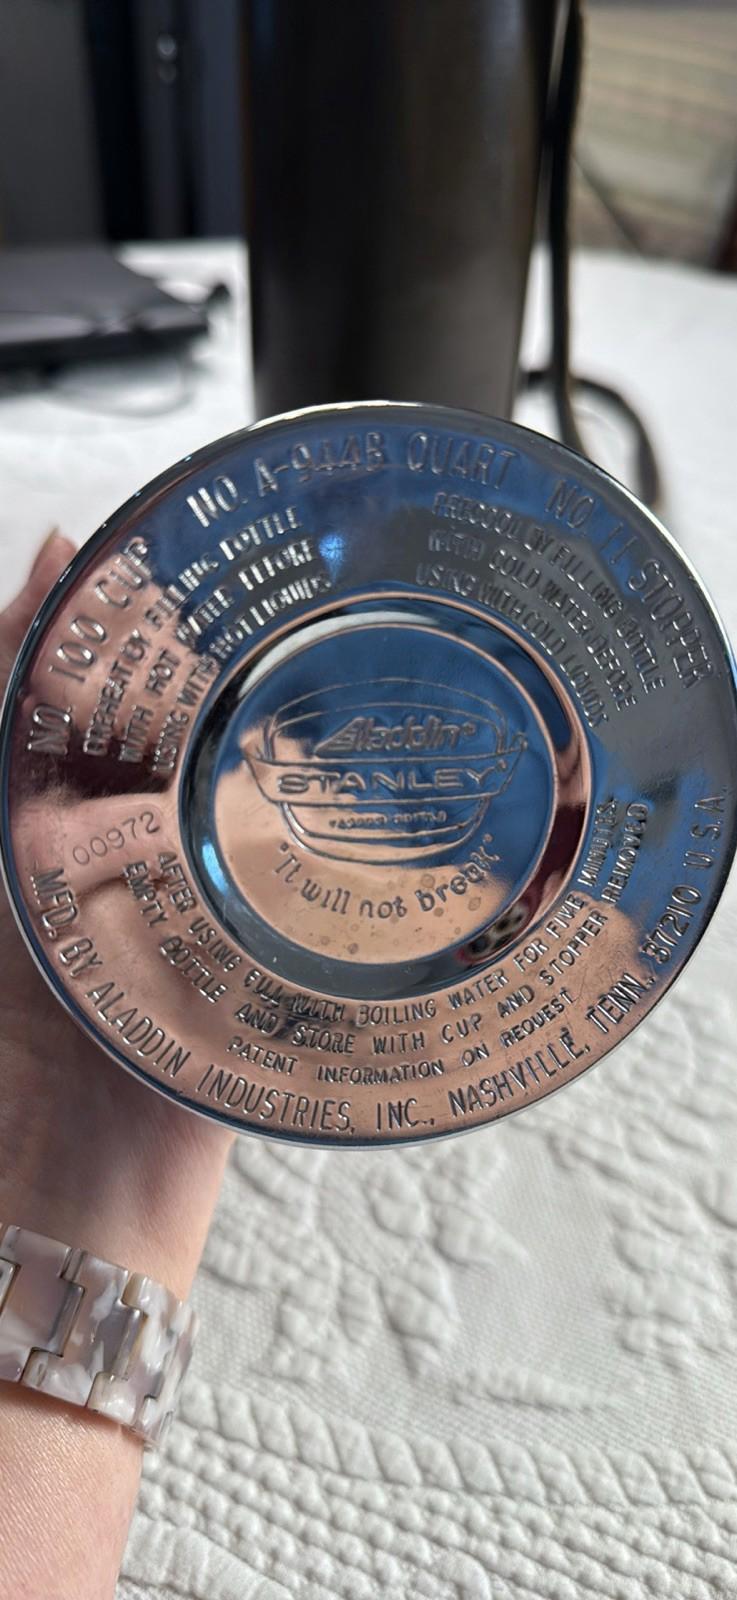 NO. 100 CUP NO. A-944B QUART NO. 11 STOPPER
PREHEAT BY FILLING BOTTLE
WITH HOT WATER BEFORE
USING WITH HOT LIQUIDS
PRECOOL BY FILLING BOTTLE
WITH COLD WATER BEFORE
USING WITH COLD LIQUIDS
Aladdin®
STANLEY®
VACUUM BOTTLE
"It will not break"®
00972
AFTER USING FILL WITH BOILING WATER FOR FIVE MINUTES.
EMPTY BOTTLE AND STORE WITH CUP AND STOPPER REMOVED
PATENT INFORMATION ON REQUEST
MFD. BY ALADDIN INDUSTRIES, INC., NASHVILLE, TENN. 37210 U.S.A.